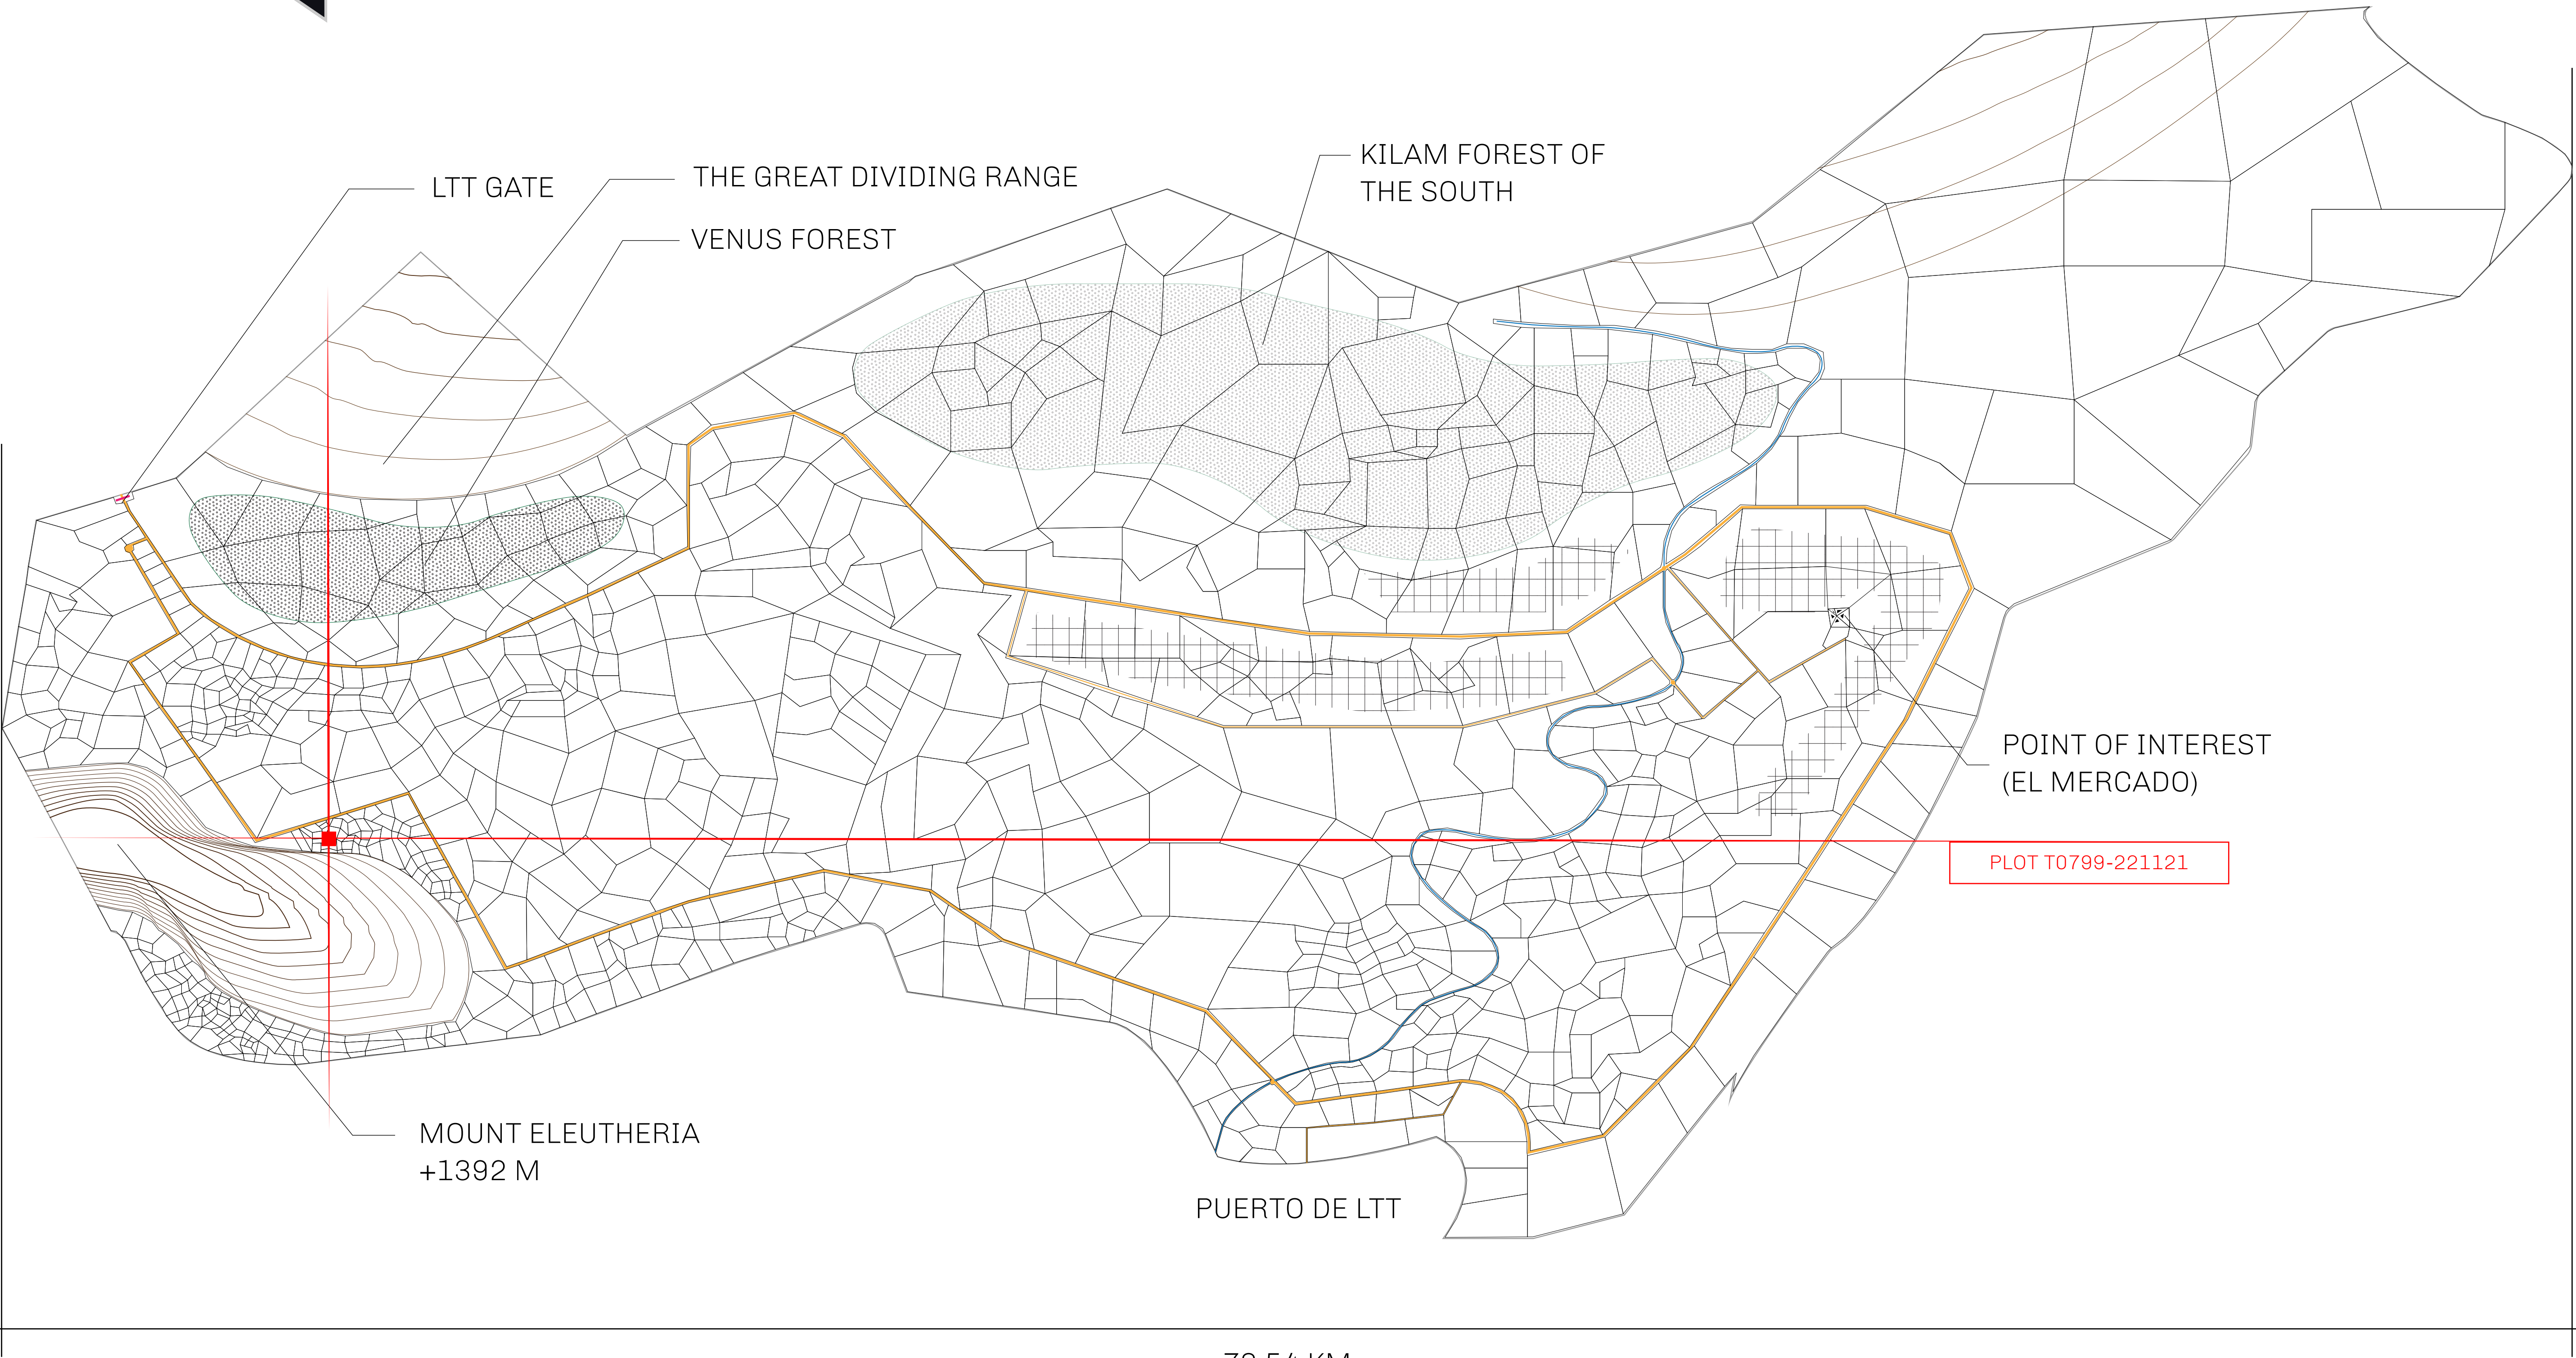 KILAM FOREST OF
THE SOUTH
THE GREAT DIVIDING RANGE
LTT GATE
VENUS FOREST
POINT OF INTEREST
(EL MERCADO)
PLOT T0799-221121
MOUNT ELEUTHERIA
+1392 M
PUERTO DE LTT
KM